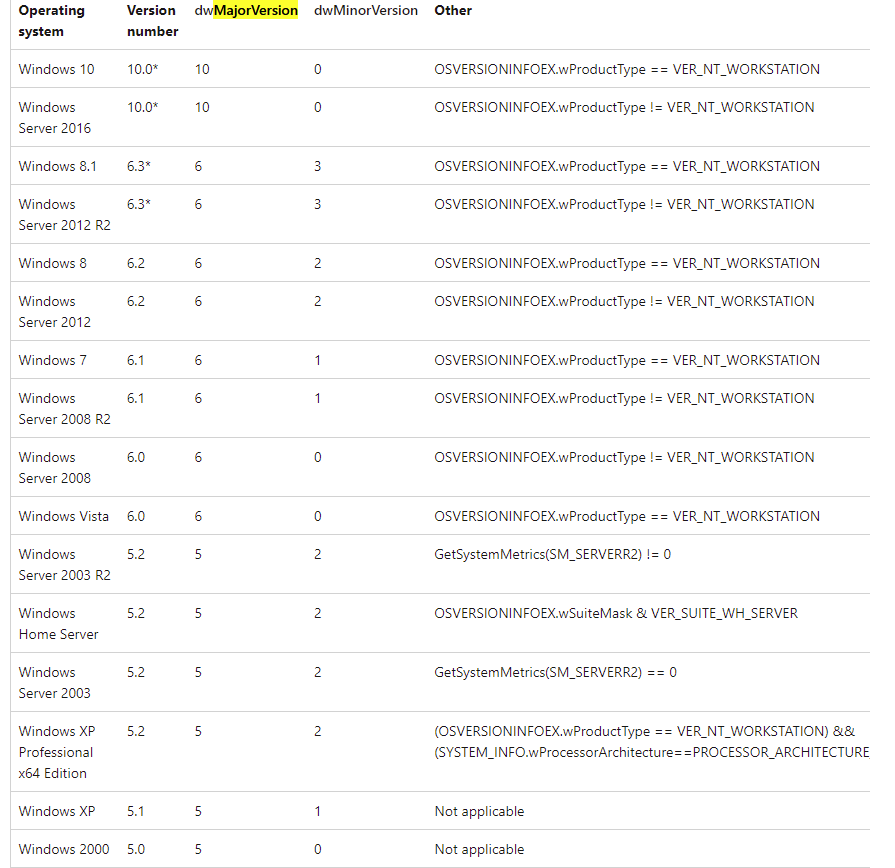 Operating system Version number dwMajorVersion dwMinorVersion Other
Windows 10 10.0* 10 0 OSVERSIONINFOEX.wProductType == VER_NT_WORKSTATION
Windows Server 2016 10.0* 10 0 OSVERSIONINFOEX.wProductType != VER_NT_WORKSTATION
Windows 8.1 6.3* 6 3 OSVERSIONINFOEX.wProductType == VER_NT_WORKSTATION
Windows Server 2012 R2 6.3* 6 3 OSVERSIONINFOEX.wProductType != VER_NT_WORKSTATION
Windows 8 6.2 6 2 OSVERSIONINFOEX.wProductType == VER_NT_WORKSTATION
Windows Server 2012 6.2 6 2 OSVERSIONINFOEX.wProductType != VER_NT_WORKSTATION
Windows 7 6.1 6 1 OSVERSIONINFOEX.wProductType == VER_NT_WORKSTATION
Windows Server 2008 R2 6.1 6 1 OSVERSIONINFOEX.wProductType != VER_NT_WORKSTATION
Windows Server 2008 6.0 6 0 OSVERSIONINFOEX.wProductType != VER_NT_WORKSTATION
Windows Vista 6.0 6 0 OSVERSIONINFOEX.wProductType == VER_NT_WORKSTATION
Windows Server 2003 R2 5.2 5 2 GetSystemMetrics(SM_SERVERR2) != 0
Windows Home Server 5.2 5 2 OSVERSIONINFOEX.wSuiteMask & VER_SUITE_WH_SERVER
Windows Server 2003 5.2 5 2 GetSystemMetrics(SM_SERVERR2) == 0
Windows XP Professional x64 Edition 5.2 5 2 (OSVERSIONINFOEX.wProductType == VER_NT_WORKSTATION) && (SYSTEM_INFO.wProcessorArchitecture==PROCESSOR_ARCHITECTURE
Windows XP 5.1 5 1 Not applicable
Windows 2000 5.0 5 0 Not applicable